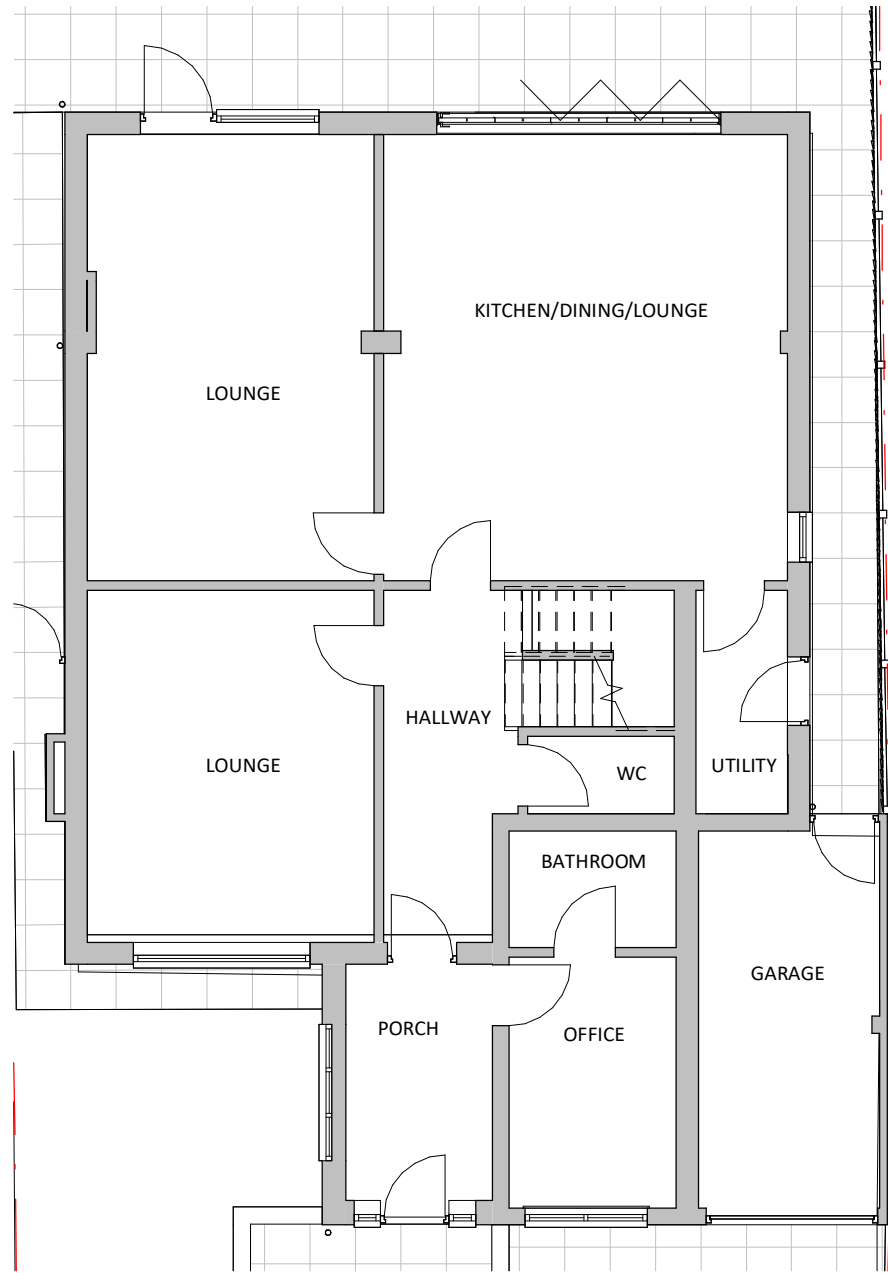 KITCHEN/DINING/LOUNGE
LOUNGE
HALLWAY
LOUNGE
WC
UTILITY
BATHROOM
GARAGE
PORCH
OFFICE